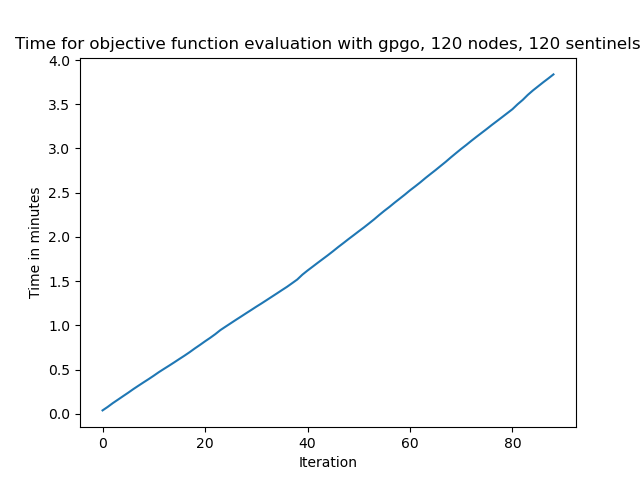 Time for objective function evaluation with gpgo, 120 nodes, 120 sentinels
4.0
3.5
3.0
2.5
2.0
1.5
1.0
0.5
0.0
Time in minutes
0 20 40 60 80
Iteration